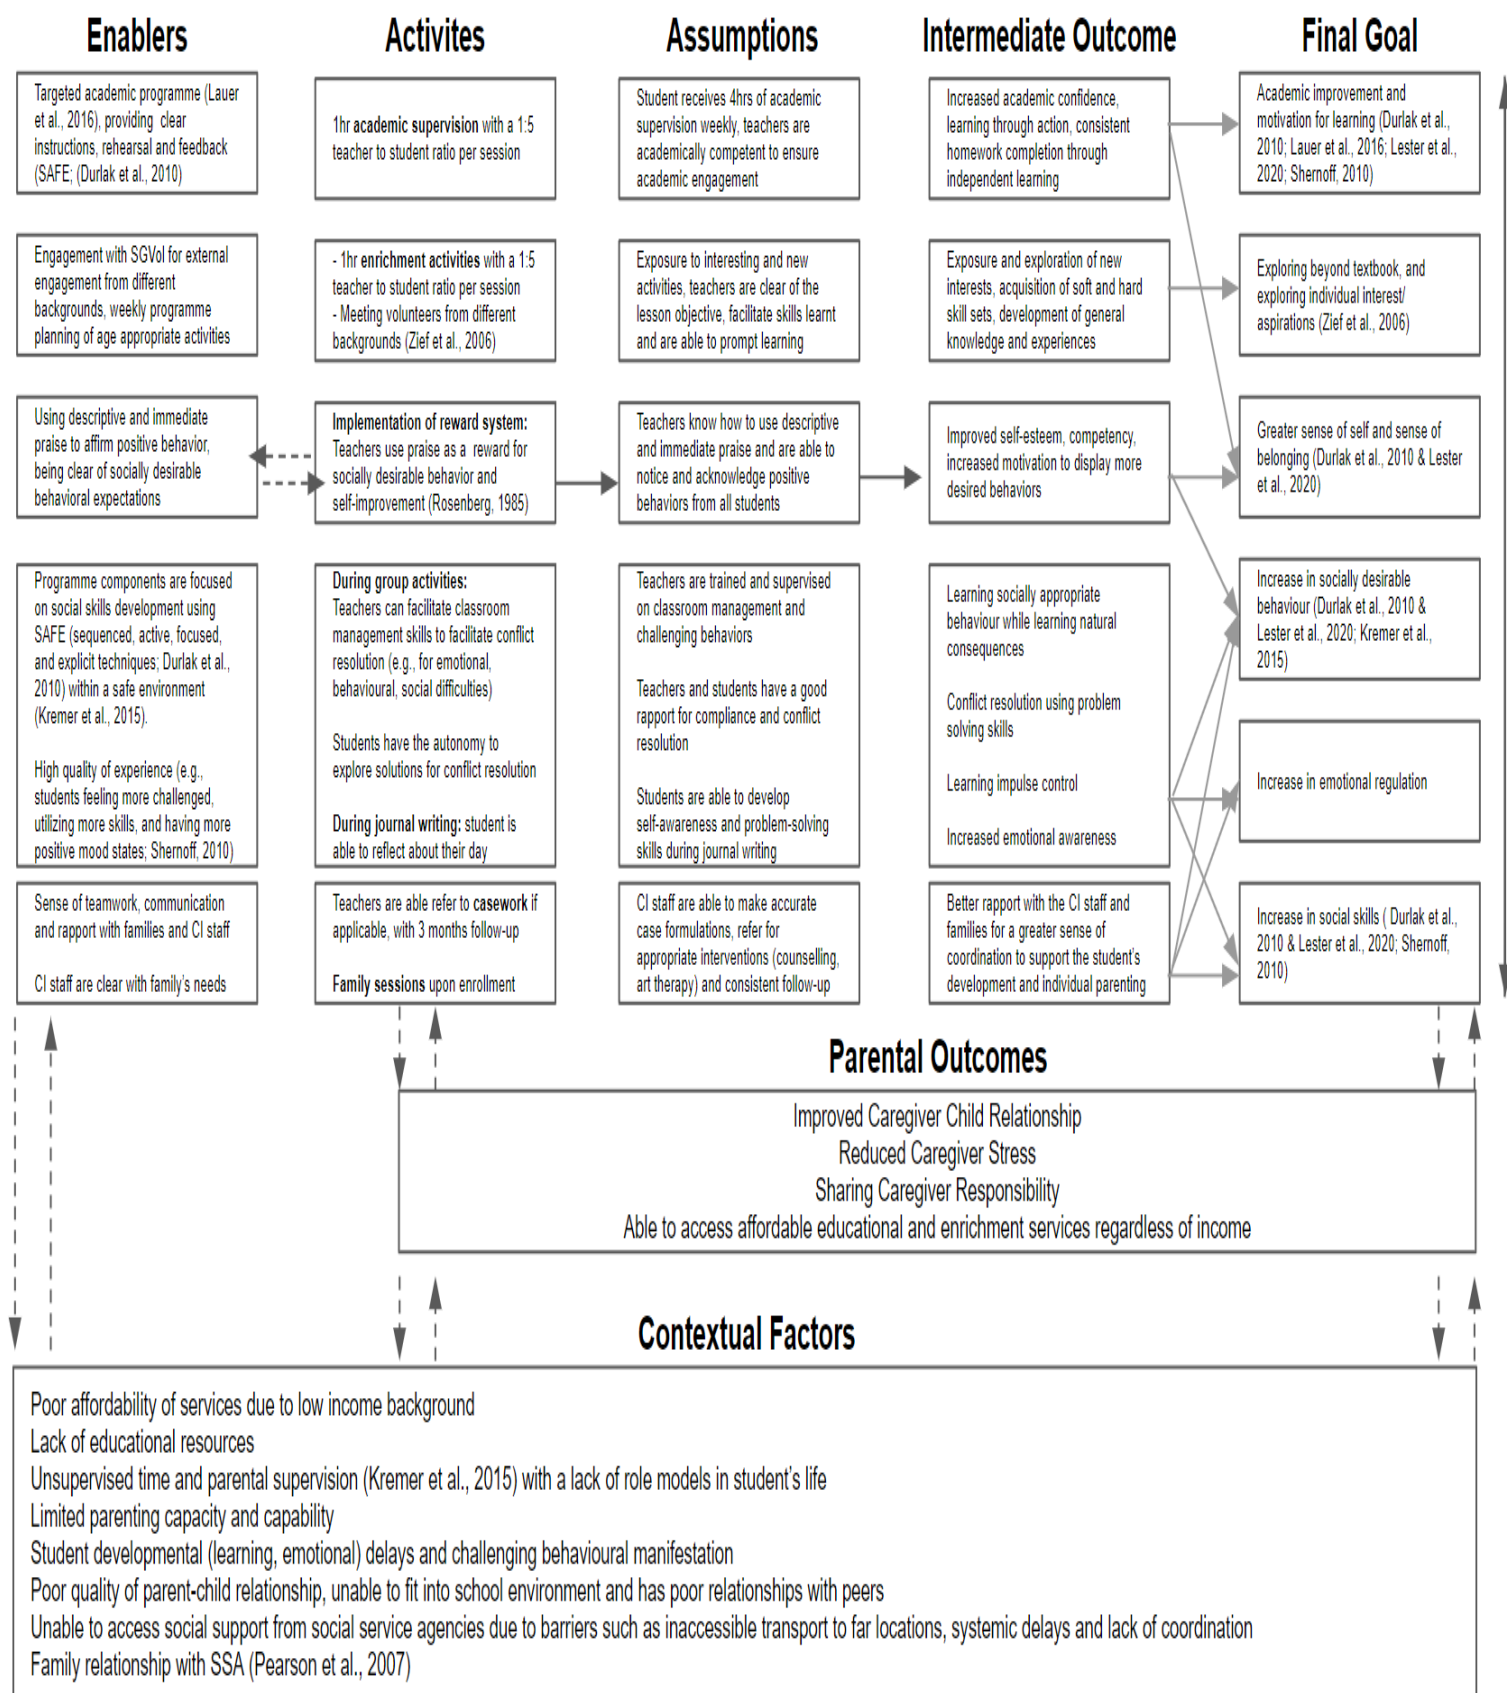 Enablers
Activites
Assumptions
Intermediate Outcome
Final Goal
Targeted academic programme (Lauer
et al., 2016), providing clear
instructions, rehearsal and feedback
(SAFE; (Durlak et al., 2010)
1hr academic supervision with a 1:5
teacher to student ratio per session
Student receives 4hrs of academic
supervision weekly, teachers are
academically competent to ensure
academic engagement
Increased academic confidence,
learning through action, consistent
homework completion through
independent learning
Academic improvement and
motivation for learning (Durlak et al.,
2010; Lauer et al., 2016; Lester et al.,
2020; Shernoff, 2010)
Engagement with SGVol for external
engagement from different
backgrounds, weekly programme
planning of age appropriate activities
- 1hr enrichment activities with a 1:5
teacher to student ratio per session
- Meeting volunteers from different
backgrounds (Zief et al., 2006)
Exposure to interesting and new
activities, teachers are clear of the
lesson objective, facilitate skills learnt
and are able to prompt learning
Exposure and exploration of new
interests, acquisition of soft and hard
skill sets, development of general
knowledge and experiences
Exploring beyond textbook, and
exploring individual interest/
aspirations (Zief et al., 2006)
Using descriptive and immediate
praise to affirm positive behavior,
being clear of socially desirable
behavioral expectations
Implementation of reward system:
Teachers use praise as a reward for
socially desirable behavior and
self-improvement (Rosenberg, 1985)
Teachers know how to use descriptive
and immediate praise and are able to
notice and acknowledge positive
behaviors from all students
Improved self-esteem, competency,
increased motivation to display more
desired behaviors
Greater sense of self and sense of
belonging (Durlak et al., 2010 & Lester
et al., 2020)
Programme components are focused
on social skills development using
SAFE (sequenced, active, focused,
and explicit techniques; Durlak et al.,
2010) within a safe environment
(Kremer et al., 2015).
High quality of experience (e.g.,
students feeling more challenged,
utilizing more skills, and having more
positive mood states; Shernoff, 2010)
During group activities:
Teachers can facilitate classroom
management skills to facilitate conflict
resolution (e.g., for emotional,
behavioural, social difficulties)
Students have the autonomy to
explore solutions for conflict resolution
During journal writing: student is
able to reflect about their day
Teachers are trained and supervised
on classroom management and
challenging behaviors
Teachers and students have a good
rapport for compliance and conflict
resolution
Students are able to develop
self-awareness and problem-solving
skills during journal writing
Learning socially appropriate
behaviour while learning natural
consequences
Conflict resolution using problem
solving skills
Learning impulse control
Increased emotional awareness
Increase in socially desirable
behaviour (Durlak et al., 2010 &
Lester et al., 2020; Kremer et al.,
2015)
Increase in emotional regulation
Sense of teamwork, communication
and rapport with families and CI staff
CI staff are clear with family's needs
Teachers are able refer to casework if
applicable, with 3 months follow-up
Family sessions upon enrollment
CI staff are able to make accurate
case formulations, refer for
appropriate interventions (counselling,
art therapy) and consistent follow-up
Better rapport with the CI staff and
families for a greater sense of
coordination to support the student's
development and individual parenting
Increase in social skills ( Durlak et al.,
2010 & Lester et al., 2020; Shernoff,
2010)
Parental Outcomes
Improved Caregiver Child Relationship
Reduced Caregiver Stress
Sharing Caregiver Responsibility
Able to access affordable educational and enrichment services regardless of income
Contextual Factors
Poor affordability of services due to low income background
Lack of educational resources
Unsupervised time and parental supervision (Kremer et al., 2015) with a lack of role models in student's life
Limited parenting capacity and capability
Student developmental (learning, emotional) delays and challenging behavioural manifestation
Poor quality of parent-child relationship, unable to fit into school environment and has poor relationships with peers
Unable to access social support from social service agencies due to barriers such as inaccessible transport to far locations, systemic delays and lack of coordination
Family relationship with SSA (Pearson et al., 2007)